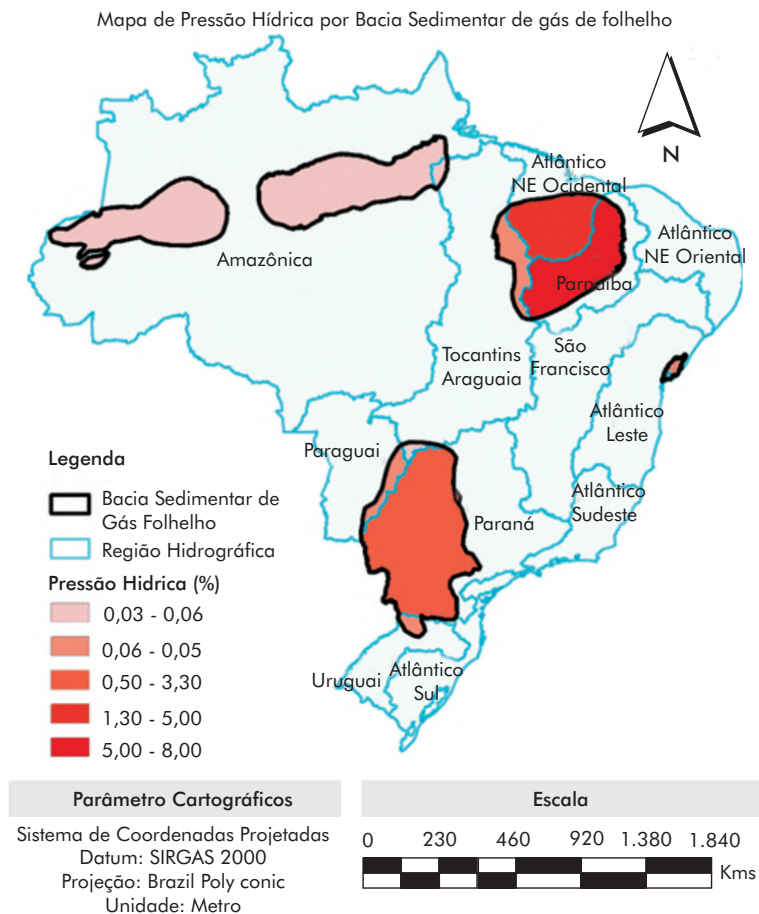 Mapa de Pressão Hídrica por Bacia Sedimentar de gás de folhelho
N
Atlântico
NE Ocidental
Atlântico
NE Oriental
Amazônica
Parnaíba
Tocantins
Araguaia
São
Francisco
Atlântico
Leste
Paraguai
Atlântico
Sudeste
Paraná
Uruguai
Atlântico
Sul
Legenda
Bacia Sedimentar de
Gás Folhelho
Região Hidrográfica
Pressão Hidrica (%)
0,03 - 0,06
0,06 - 0,05
0,50 - 3,30
1,30 - 5,00
5,00 - 8,00
Parâmetro Cartográficos
Sistema de Coordenadas Projetadas
Datum: SIRGAS 2000
Projeção: Brazil Poly conic
Unidade: Metro
Escala
0 230 460 920 1.380 1.840
Kms